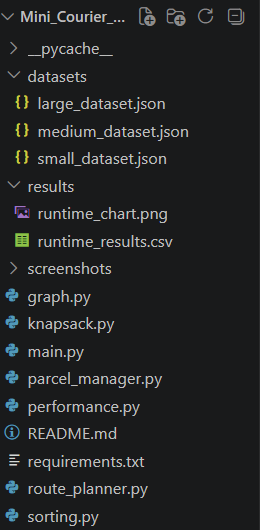 Mini_Courier_...
__pycache__
datasets
{} large_dataset.json
{} medium_dataset.json
{} small_dataset.json
results
runtime_chart.png
runtime_results.csv
screenshots
graph.py
knapsack.py
main.py
parcel_manager.py
performance.py
README.md
requirements.txt
route_planner.py
sorting.py